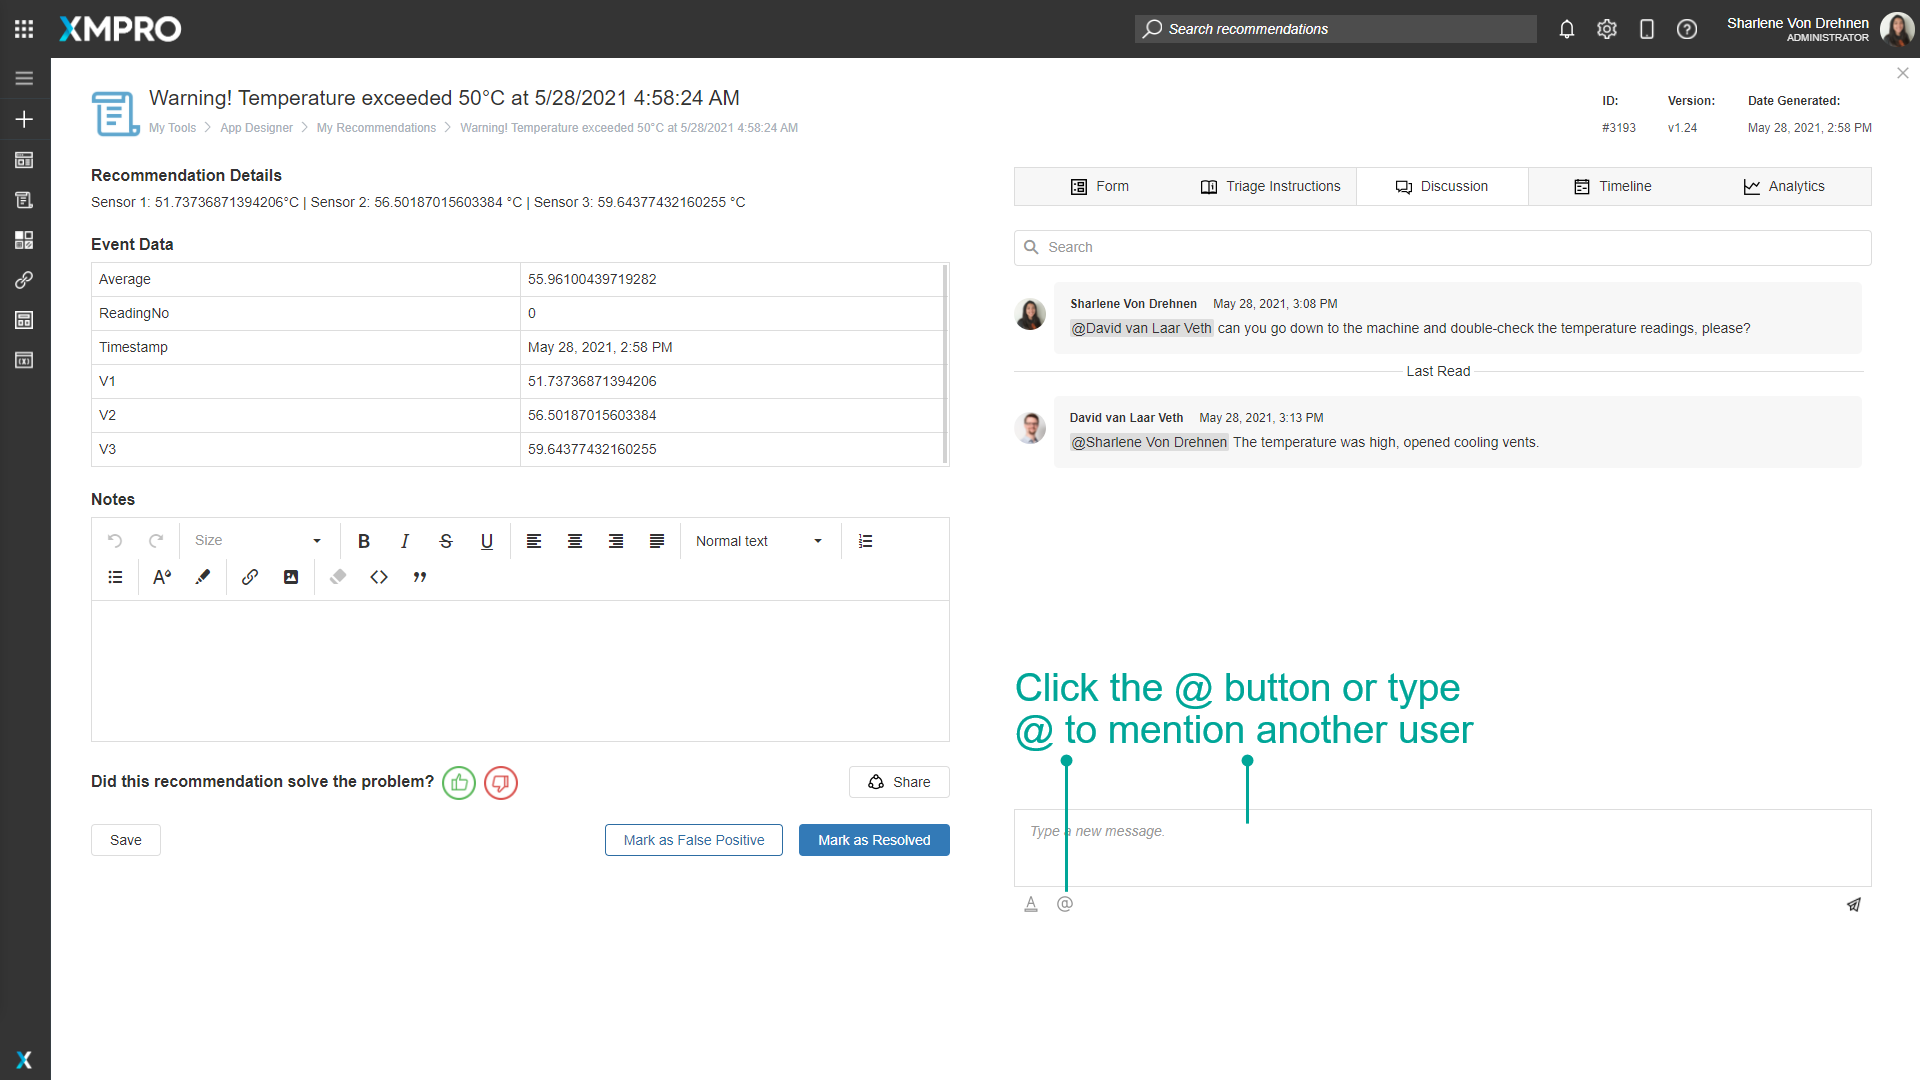 XMPRO
Search recommendations
Sharlene Von Drehnen
ADMINISTRATOR
Warning! Temperature exceeded 50°C at 5/28/2021 4:58:24 AM
My Tools > App Designer > My Recommendations > Warning! Temperature exceeded 50°C at 5/28/2021 4:58:24 AM
ID: Version: Date Generated:
#3193 v1.24 May 28, 2021, 2:58 PM
Recommendation Details
Sensor 1: 51.73736871394206°C | Sensor 2: 56.50187015603384 °C | Sensor 3: 59.64377432160255 °C
Event Data
Average 55.96100439719282
ReadingNo 0
Timestamp May 28, 2021, 2:58 PM
V1 51.73736871394206
V2 56.50187015603384
V3 59.64377432160255
Notes
Size B I S U Normal text
Did this recommendation solve the problem?
Share
Save
Mark as False Positive
Mark as Resolved
Form Triage Instructions Discussion Timeline Analytics
Search
Sharlene Von Drehnen May 28, 2021, 3:08 PM
@David van Laar Veth can you go down to the machine and double-check the temperature readings, please?
Last Read
David van Laar Veth May 28, 2021, 3:13 PM
@Sharlene Von Drehnen The temperature was high, opened cooling vents.
Click the @ button or type
@ to mention another user
Type a new message.
A @